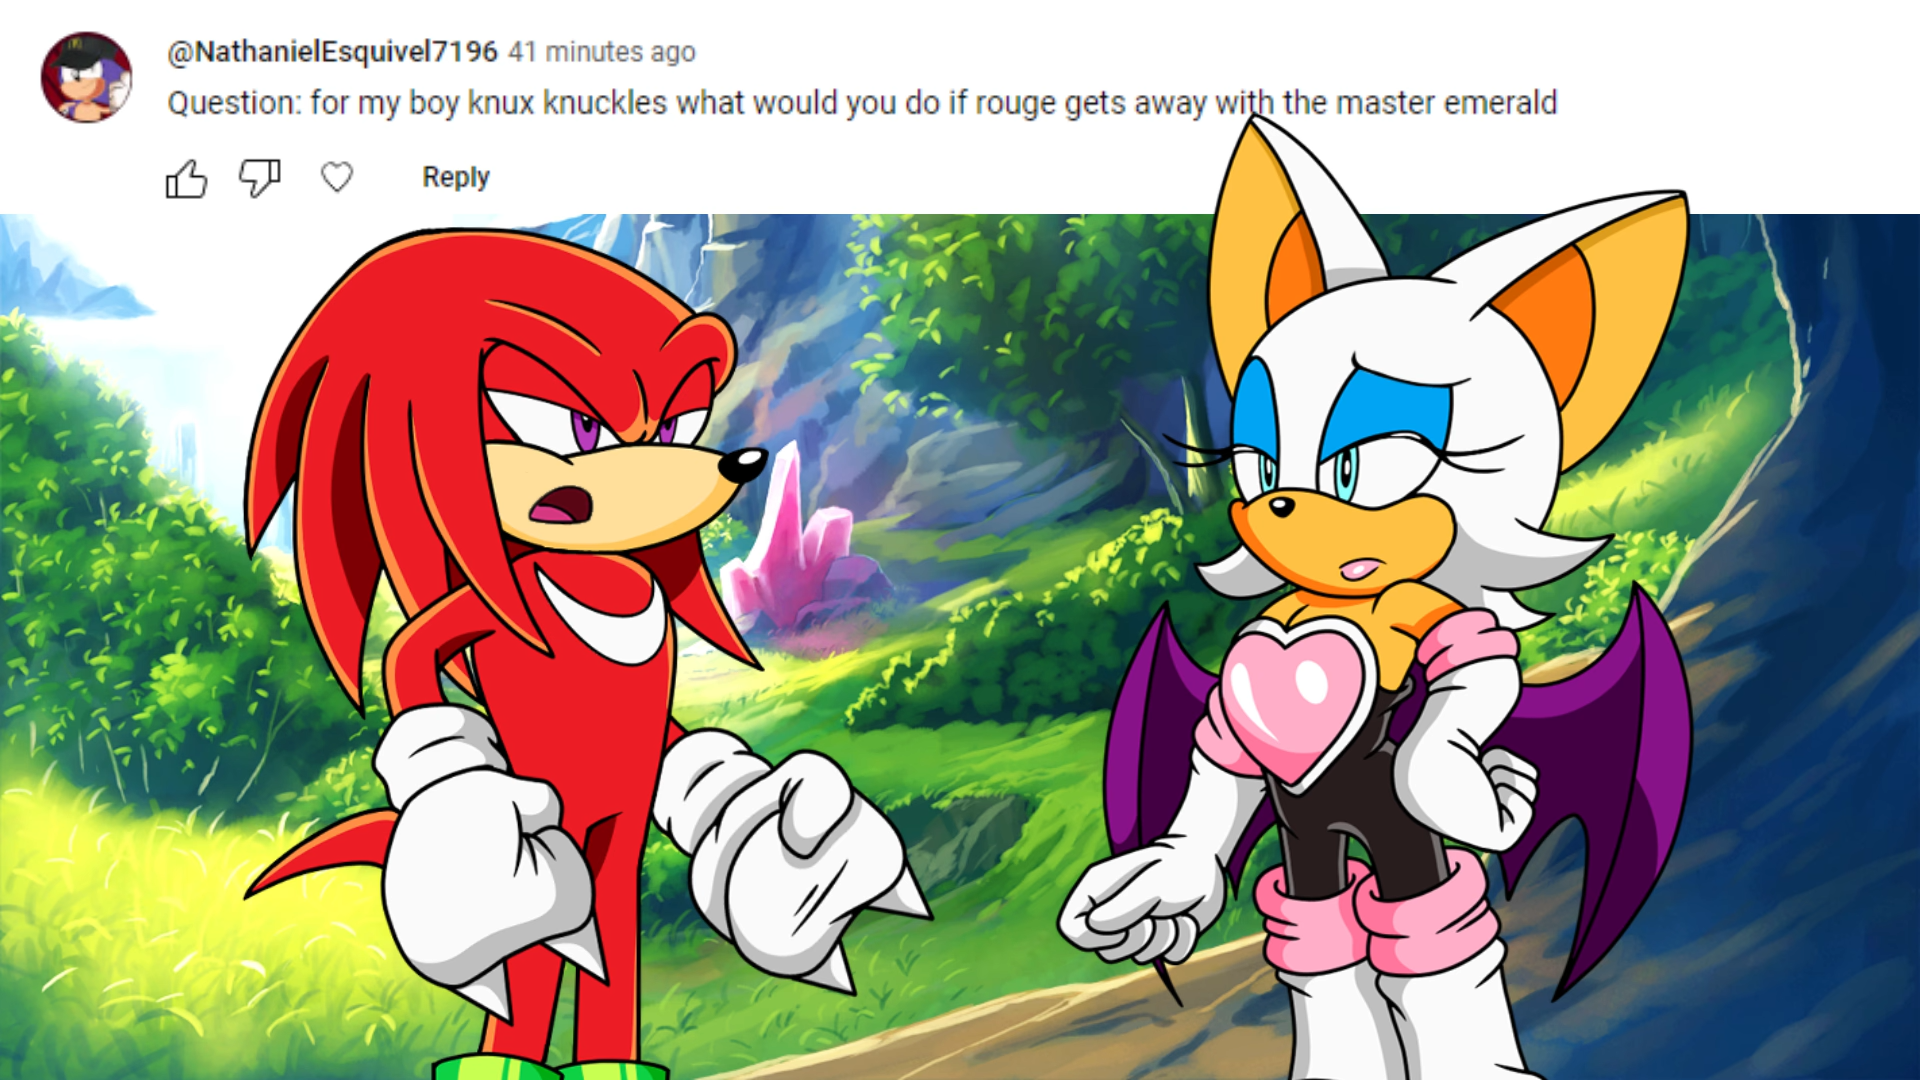 @NathanielEsquivel7196 41 minutes ago
Question: for my boy knux knuckles what would you do if rouge gets away with the master emerald
Reply